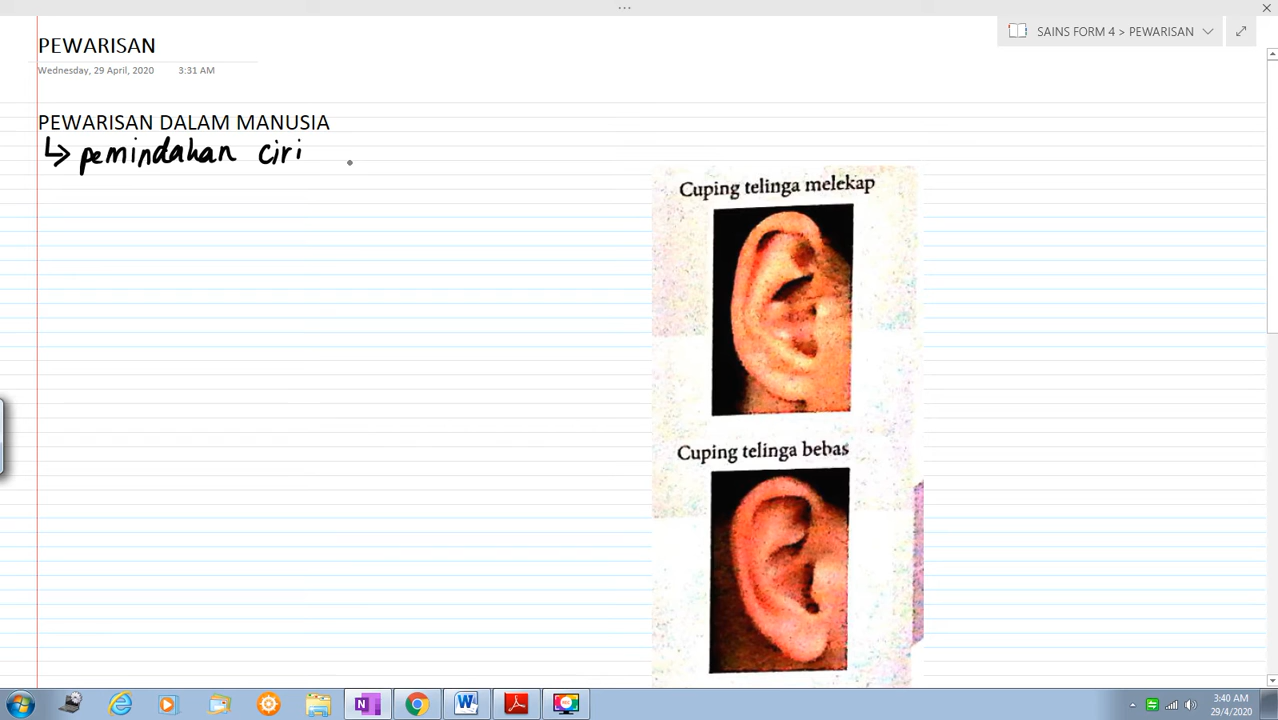 SAINS FORM 4 > PEWARISAN
PEWARISAN
Wednesday, 29 April, 2020 3:31 AM
PEWARISAN DALAM MANUSIA
↳ pemindahan ciri
Cuping telinga melekap
Cuping telinga bebas
3:40 AM
29/4/2020